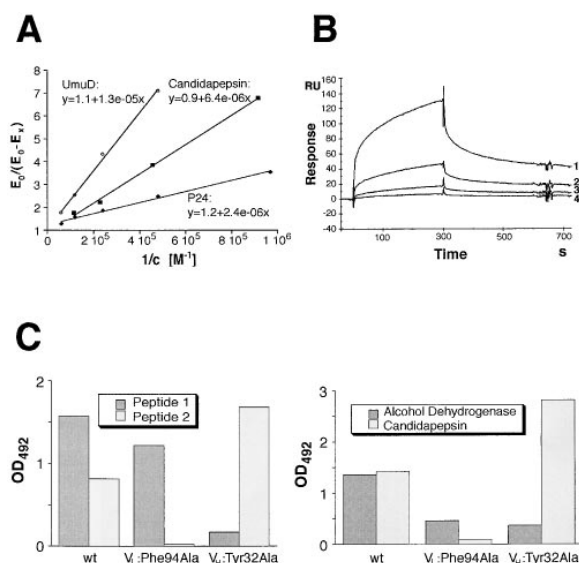 A
UmuD:
y=1.1+1.3e-05x
Candidapepsin:
y=0.9+6.4e-06x
P24:
y=1.2+2.4e-06x
E0/(E0-Ex)
8
7
6
5
4
3
2
1
0
2 10^5
4 10^5
6 10^5
8 10^5
1 10^6
1/c [M^-1]
B
RU
160
140
120
100
80
60
40
20
0
-20
-40
Response
1
2
3
4
100
300
500
700
Time
s
C
2
1
0
OD492
Peptide 1
Peptide 2
wt
VL:Phe94Ala
VH:Tyr32Ala
3
2
1
0
OD492
Alcohol Dehydrogenase
Candidapepsin
wt
VL:Phe94Ala
VH:Tyr32Ala